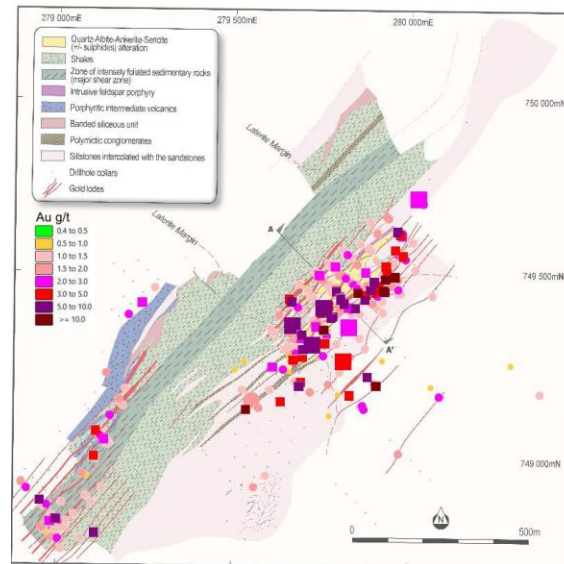 279 000mE
279 500mE
280 000mE
Quartz-Albite-Ankerite-Sericite
(+/- sulphides) alteration
Shales
Zone of intensely foliated sedimentary rocks
(major shear zone)
Intrusive feldspar porphyry
Porphyritic intermediate volcanics
Banded siliceous unit
Polymictic conglomerates
Siltstones intercolated with the sandstones
Drillhole collars
Gold lodes
Au g/t
0.4 to 0.5
0.5 to 1.0
1.0 to 1.5
1.5 to 2.0
2.0 to 3.0
3.0 to 5.0
5.0 to 10.0
>= 10.0
750 000mN
Laterite Mergin
Laterite Margin
A
749 500mN
A'
749 000mN
N
0
500m